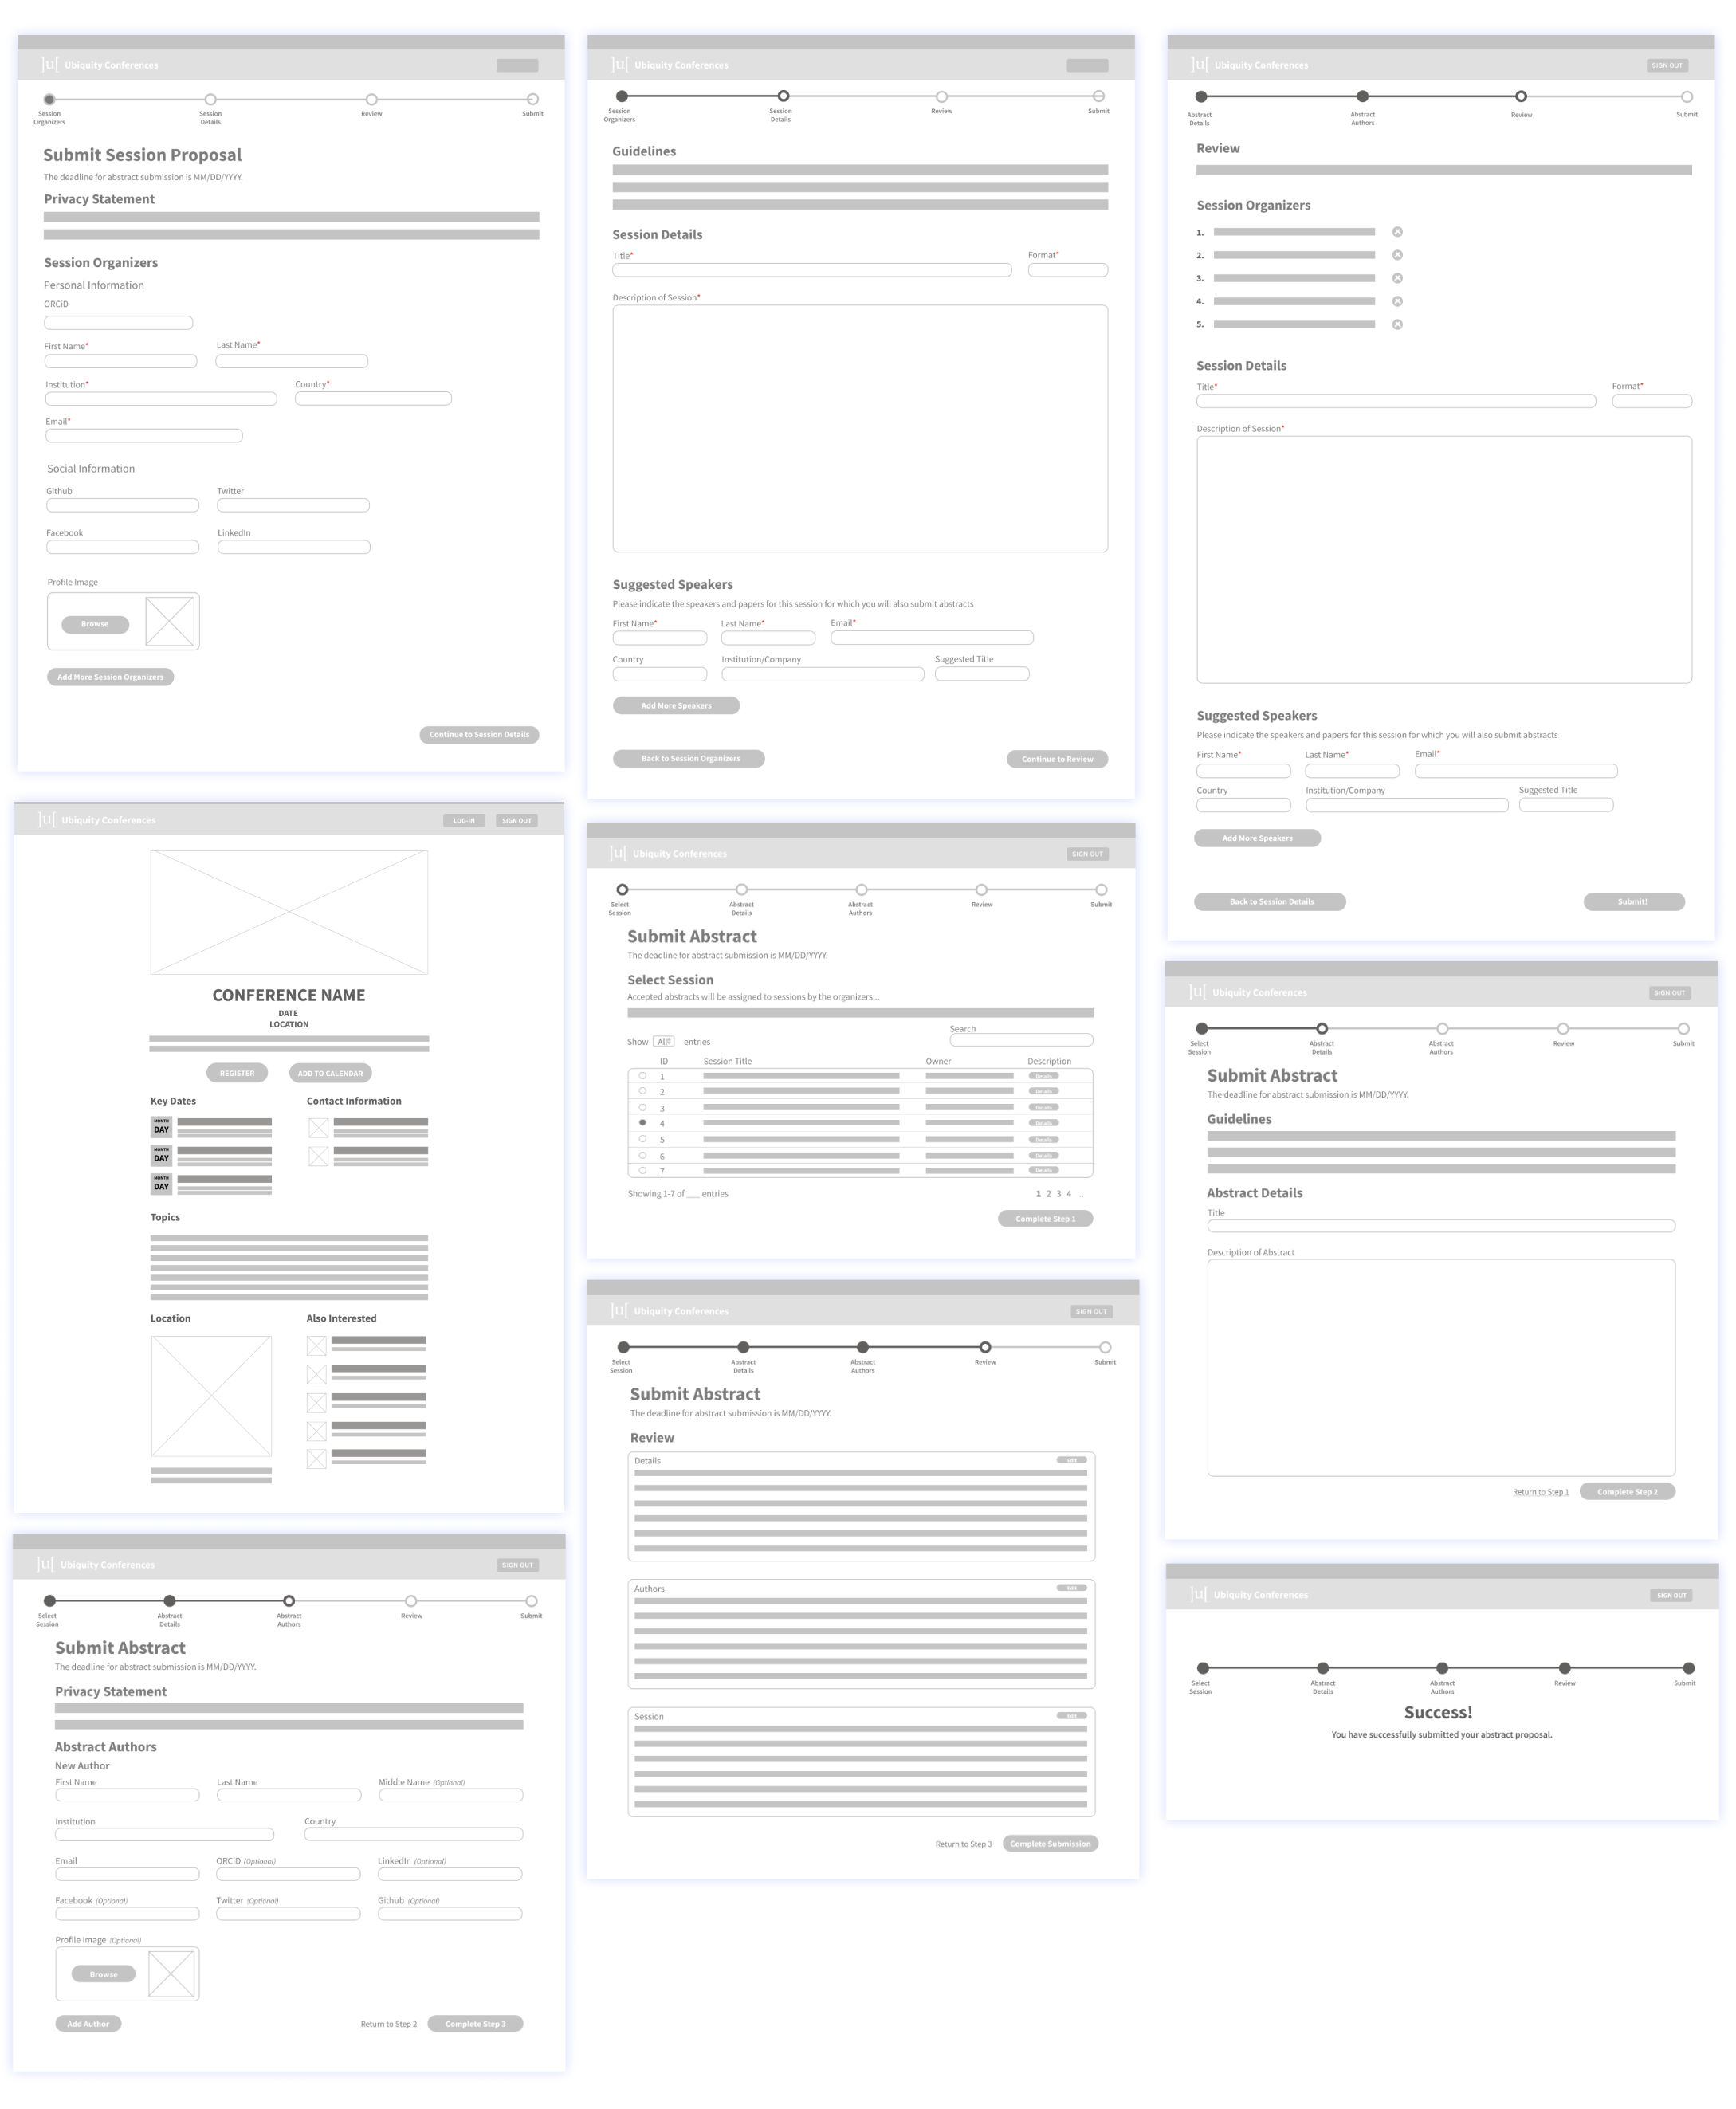 ]u[ Ubiquity Conferences
Session Organizers
Session Details
Review
Submit
Submit Session Proposal
The deadline for abstract submission is MM/DD/YYYY.
Privacy Statement
Session Organizers
Personal Information
ORCiD
First Name* Last Name*
Institution* Country*
Email*
Social Information
Github Twitter
Facebook LinkedIn
Profile Image
Browse
Add More Session Organizers
Continue to Session Details
]u[ Ubiquity Conferences
Session Organizers
Session Details
Review
Submit
Guidelines
Session Details
Title* Format*
Description of Session*
Suggested Speakers
Please indicate the speakers and papers for this session for which you will also submit abstracts
First Name* Last Name* Email*
Country Institution/Company Suggested Title
Add More Speakers
Back to Session Organizers Continue to Review
]u[ Ubiquity Conferences SIGN OUT
Abstract Details
Abstract Authors
Review
Submit
Review
Session Organizers
1.
2.
3.
4.
5.
Session Details
Title* Format*
Description of Session*
Suggested Speakers
Please indicate the speakers and papers for this session for which you will also submit abstracts
First Name* Last Name* Email*
Country Institution/Company Suggested Title
Add More Speakers
Back to Session Details Submit!
]u[ Ubiquity Conferences LOG-IN SIGN OUT
CONFERENCE NAME
DATE
LOCATION
REGISTER ADD TO CALENDAR
Key Dates Contact Information
MONTH
DAY
MONTH
DAY
MONTH
DAY
Topics
Location Also Interested
]u[ Ubiquity Conferences SIGN OUT
Select Session
Abstract Details
Abstract Authors
Review
Submit
Submit Abstract
The deadline for abstract submission is MM/DD/YYYY.
Select Session
Accepted abstracts will be assigned to sessions by the organizers...
Search
Show All entries
ID Session Title Owner Description
1 Details
2 Details
3 Details
4 Details
5 Details
6 Details
7 Details
Showing 1-7 of ___ entries 1 2 3 4 ...
Complete Step 1
]u[ Ubiquity Conferences SIGN OUT
Select Session
Abstract Details
Abstract Authors
Review
Submit
Submit Abstract
The deadline for abstract submission is MM/DD/YYYY.
Guidelines
Abstract Details
Title
Description of Abstract
Return to Step 1 Complete Step 2
]u[ Ubiquity Conferences SIGN OUT
Select Session
Abstract Details
Abstract Authors
Review
Submit
Submit Abstract
The deadline for abstract submission is MM/DD/YYYY.
Review
Details Edit
Authors Edit
Session Edit
Return to Step 3 Complete Submission
]u[ Ubiquity Conferences SIGN OUT
Select Session
Abstract Details
Abstract Authors
Review
Submit
Submit Abstract
The deadline for abstract submission is MM/DD/YYYY.
Privacy Statement
Abstract Authors
New Author
First Name Last Name Middle Name (Optional)
Institution Country
Email ORCiD (Optional) LinkedIn (Optional)
Facebook (Optional) Twitter (Optional) Github (Optional)
Profile Image (Optional)
Browse
Add Author Return to Step 2 Complete Step 3
]u[ Ubiquity Conferences SIGN OUT
Select Session
Abstract Details
Abstract Authors
Review
Submit
Success!
You have successfully submitted your abstract proposal.